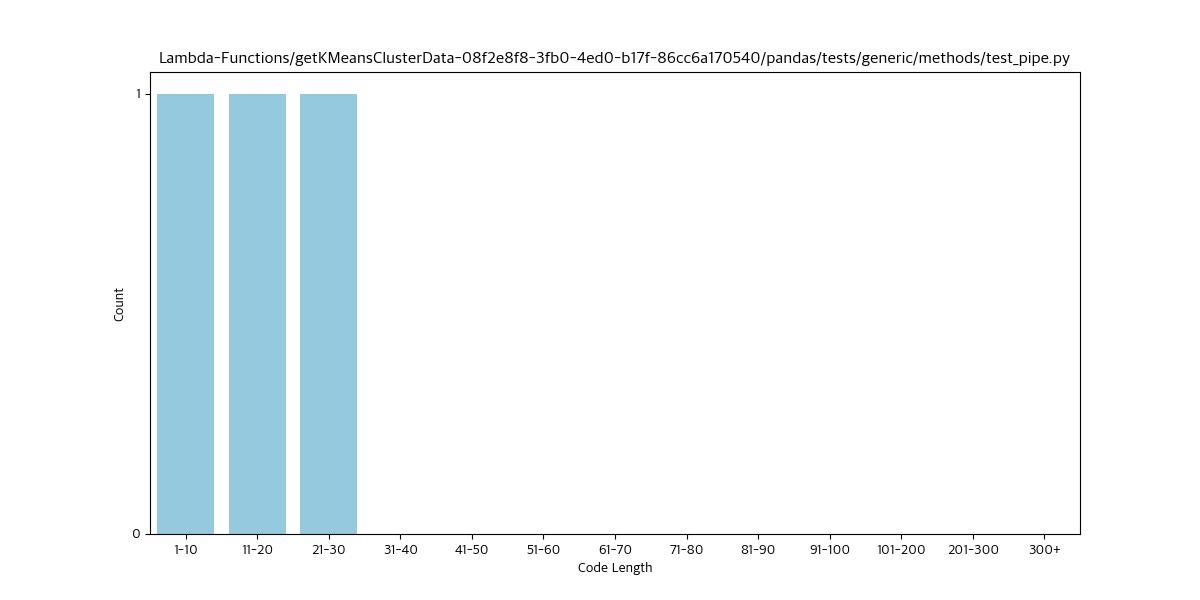 Lambda-Functions/getKMeansClusterData-08f2e8f8-3fb0-4ed0-b17f-86cc6a170540/pandas/tests/generic/methods/test_pipe.py
1
0
Count
1-10 11-20 21-30 31-40 41-50 51-60 61-70 71-80 81-90 91-100 101-200 201-300 300+
Code Length